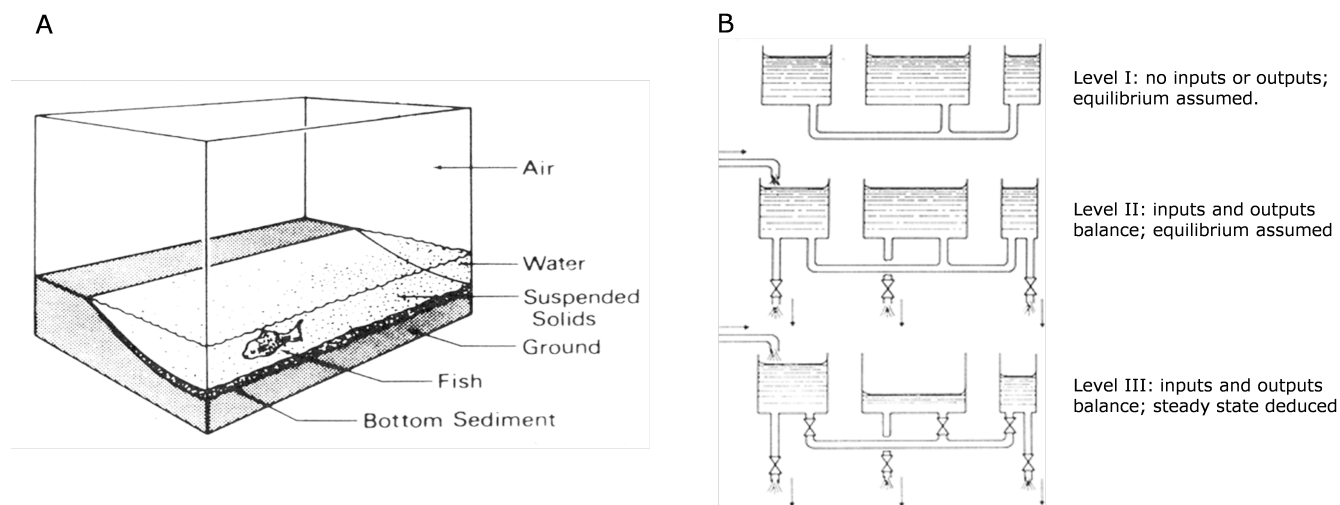 A
Air
Water
Suspended
Solids
Ground
Fish
Bottom Sediment
B
Level I: no inputs or outputs;
equilibrium assumed.
Level II: inputs and outputs
balance; equilibrium assumed
Level III: inputs and outputs
balance; steady state deduced